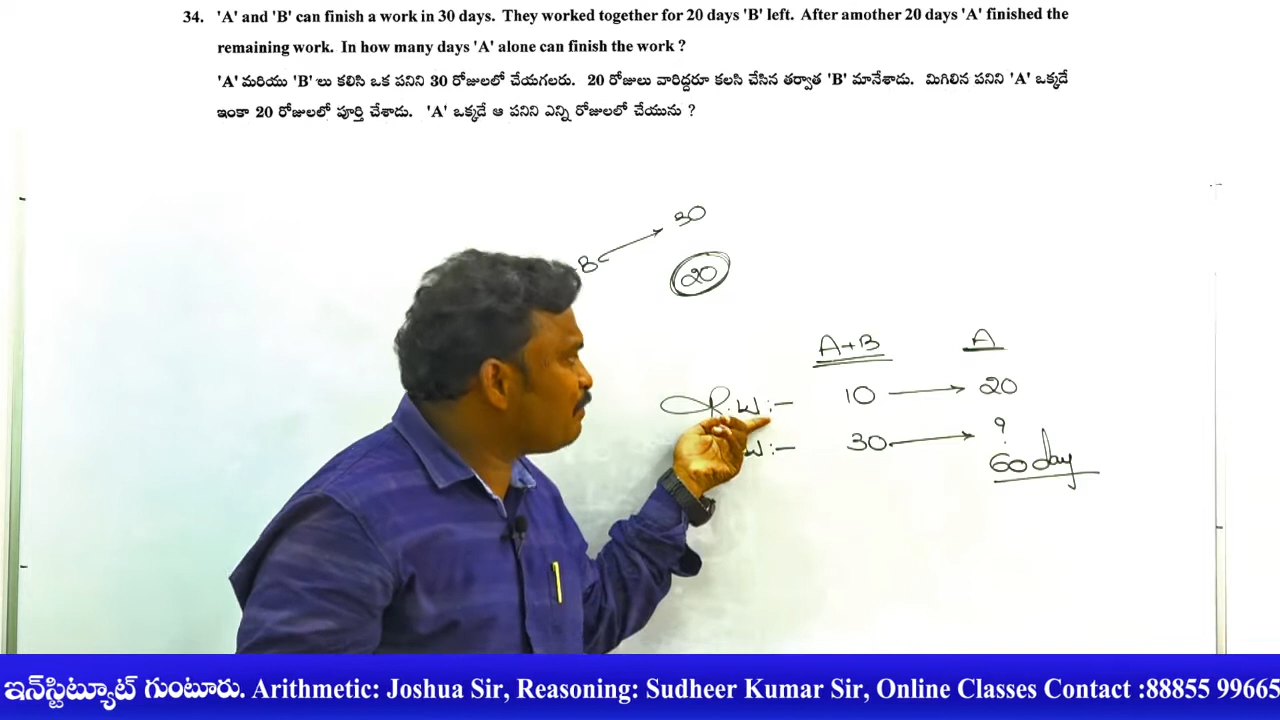 34. 'A' and 'B' can finish a work in 30 days. They worked together for 20 days 'B' left. After amother 20 days 'A' finished the
remaining work. In how many days 'A' alone can finish the work ?
'A' మరియు 'B' లు కలిసి ఒక పనిని 30 రోజులలో చేయగలరు. 20 రోజులు వారిద్దరూ కలసి చేసిన తర్వాత 'B' మానేశాడు. మిగిలిన పనిని 'A' ఒక్కడే
ఇంకా 20 రోజులలో పూర్తి చేశాడు. 'A' ఒక్కడే ఆ పనిని ఎన్ని రోజులలో చేయును ?
30
B
20
A+B A
R.W:- 10 20
W:- 30 ?
60 day
ఇన్‌స్టిట్యూట్ గుంటూరు. Arithmetic: Joshua Sir, Reasoning: Sudheer Kumar Sir, Online Classes Contact :88855 99665